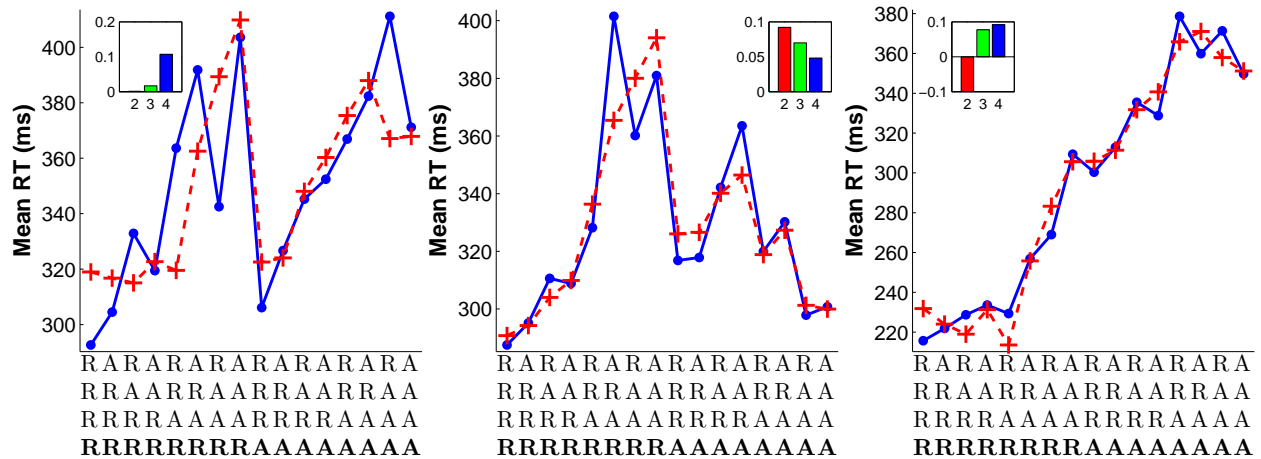 Mean RT (ms)
400
380
360
340
320
300
0.2
0.1
0
2 3 4
R A R A R A R A R A R A R A R A
R R A A R R A A R R A A R R A A
R R R R A A A A R R R R A A A A
R R R R R R R R A A A A A A A A
Mean RT (ms)
400
380
360
340
320
300
0.1
0.05
0
2 3 4
R A R A R A R A R A R A R A R A
R R A A R R A A R R A A R R A A
R R R R A A A A R R R R A A A A
R R R R R R R R A A A A A A A A
Mean RT (ms)
380
360
340
320
300
280
260
240
220
0.1
0
-0.1
2 3 4
R A R A R A R A R A R A R A R A
R R A A R R A A R R A A R R A A
R R R R A A A A R R R R A A A A
R R R R R R R R A A A A A A A A